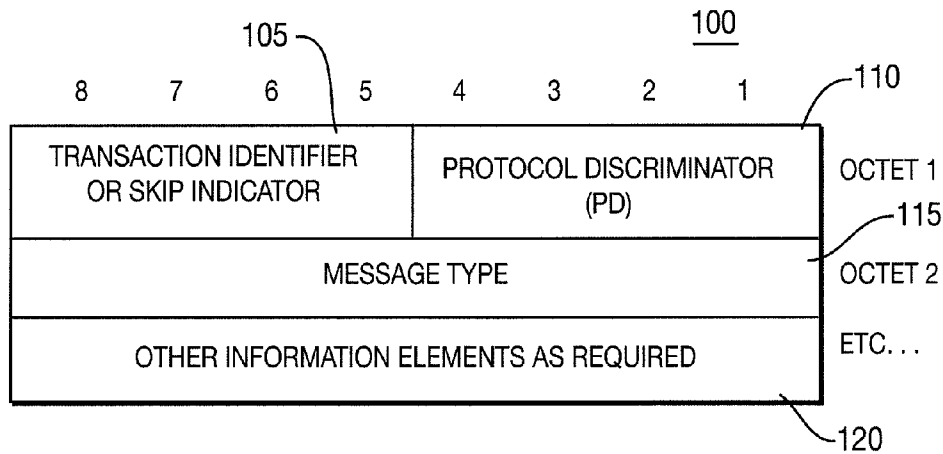 105
100
8 7 6 5 4 3 2 1
110
TRANSACTION IDENTIFIER
OR SKIP INDICATOR
PROTOCOL DISCRIMINATOR
(PD)
OCTET 1
115
MESSAGE TYPE
OCTET 2
OTHER INFORMATION ELEMENTS AS REQUIRED
ETC...
120